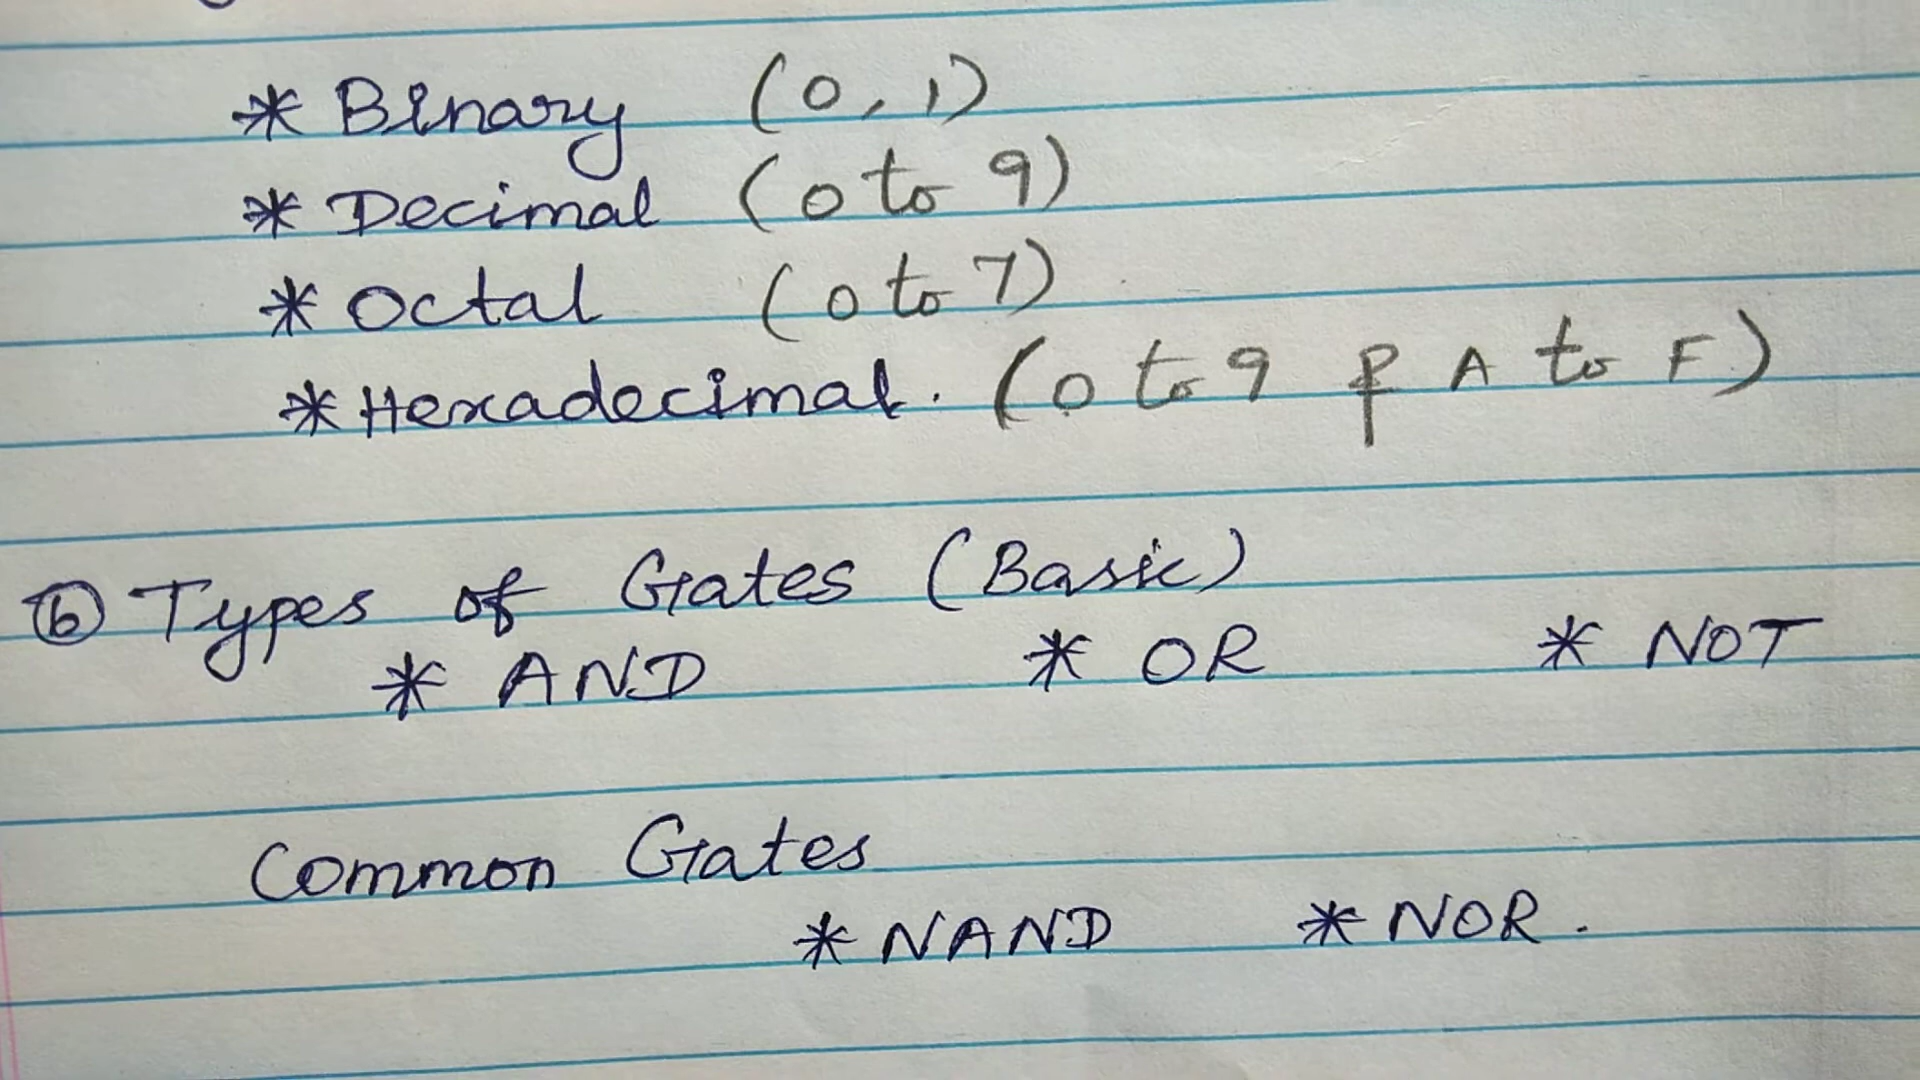 * Binary (0, 1)
* Decimal (0 to 9)
* Octal (0 to 7)
* Hexadecimal. (0 to 9 & A to F)
⑥ Types of Gates (Basic)
* AND * OR * NOT
Common Gates
* NAND * NOR.